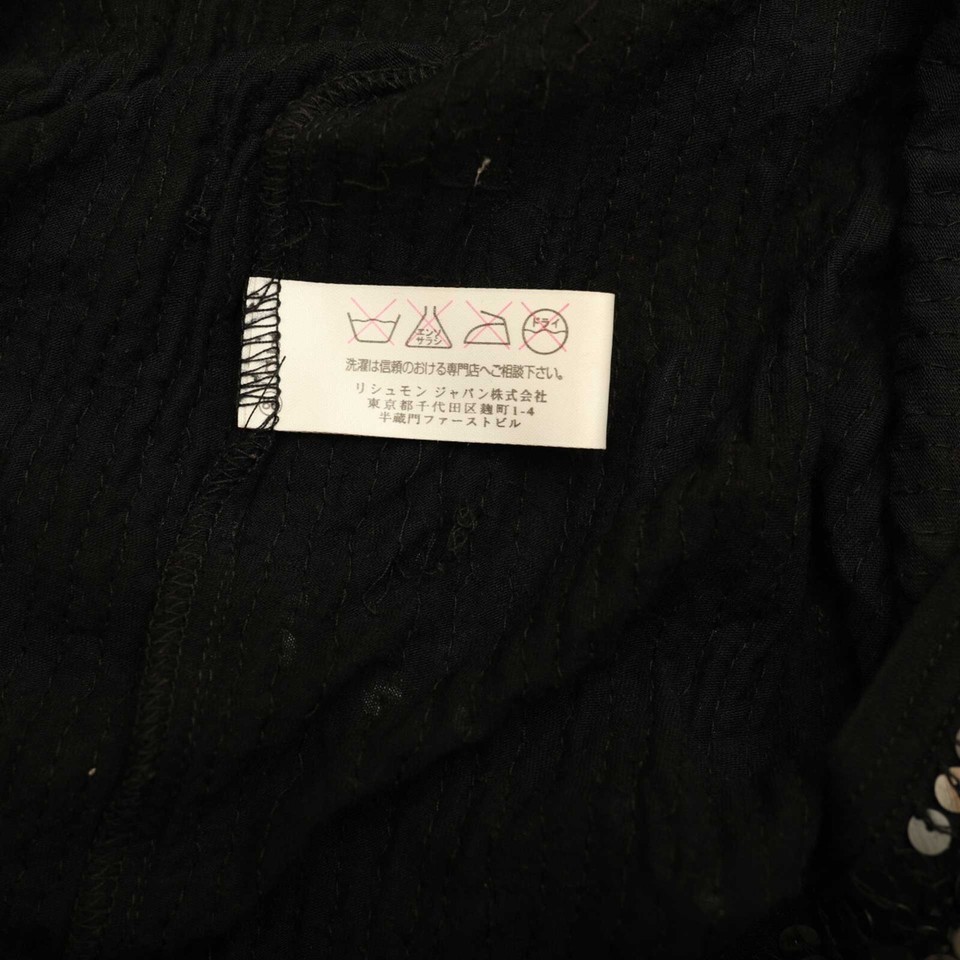 エンソ
サラシ
ドライ
洗濯は信頼のおける専門店へご相談下さい。
リシュモン ジャパン株式会社
東京都千代田区麹町1-4
半蔵門ファーストビル